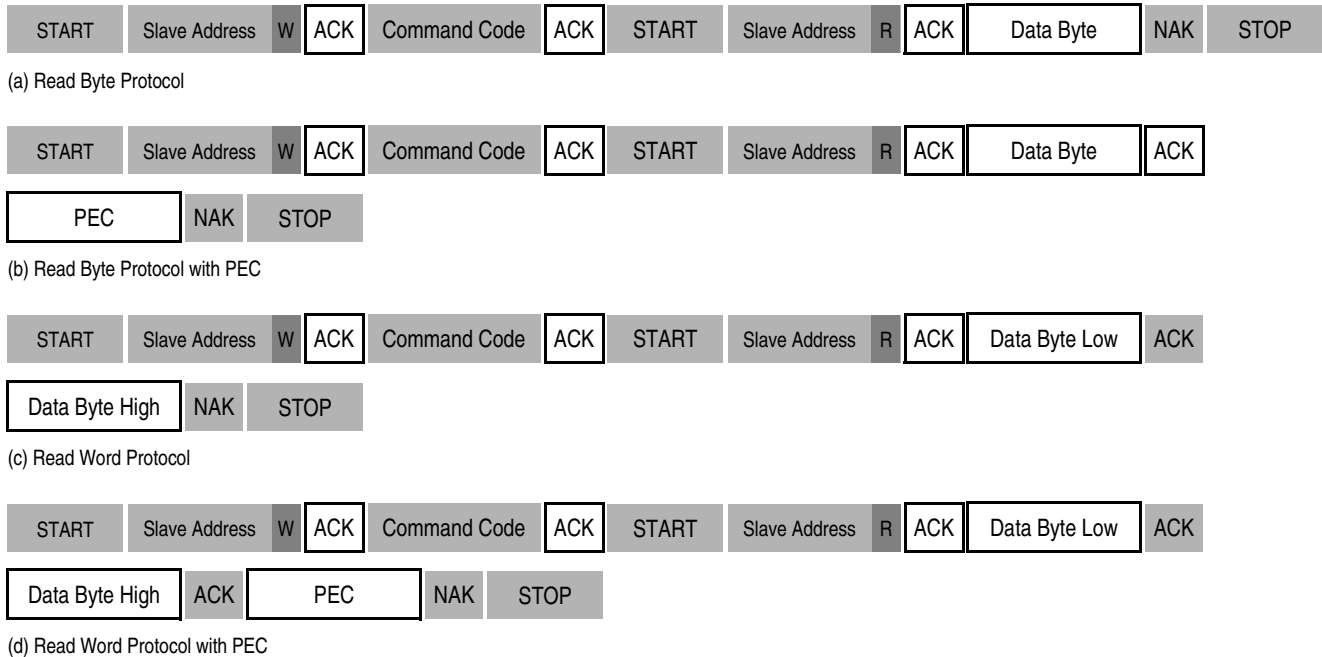 START Slave Address W ACK Command Code ACK START Slave Address R ACK Data Byte NAK STOP
(a) Read Byte Protocol
START Slave Address W ACK Command Code ACK START Slave Address R ACK Data Byte ACK
PEC NAK STOP
(b) Read Byte Protocol with PEC
START Slave Address W ACK Command Code ACK START Slave Address R ACK Data Byte Low ACK
Data Byte High NAK STOP
(c) Read Word Protocol
START Slave Address W ACK Command Code ACK START Slave Address R ACK Data Byte Low ACK
Data Byte High ACK PEC NAK STOP
(d) Read Word Protocol with PEC